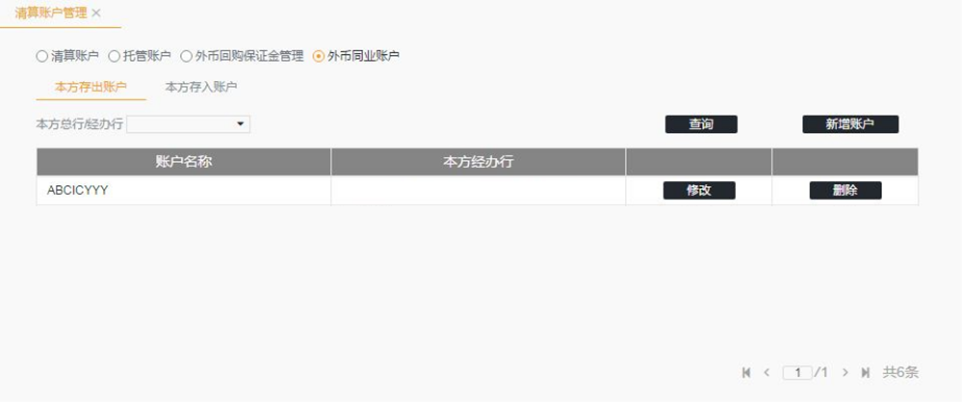 清算账户管理 ×
清算账户 托管账户 外币回购保证金管理 外币同业账户
本方存出账户 本方存入账户
本方总行/经办行 查询 新增账户
账户名称 本方经办行
ABCICYYY 修改 删除
1 /1 共6条